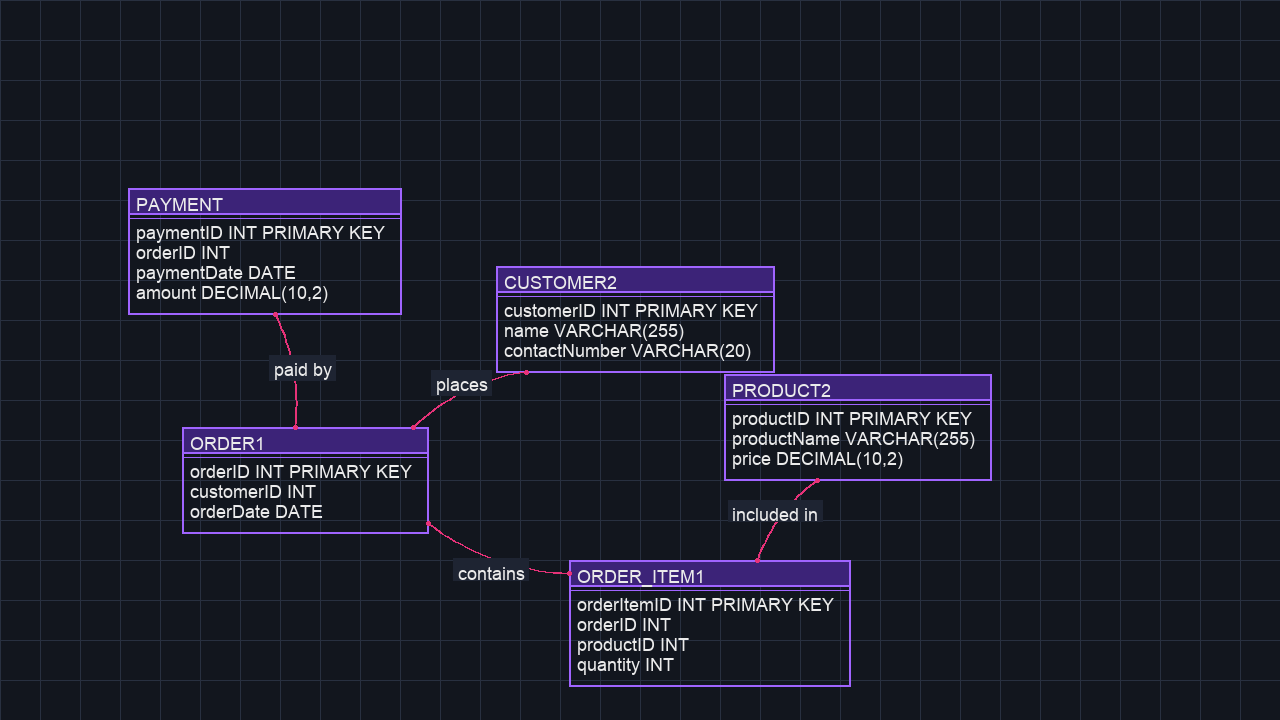 PAYMENT
paymentID INT PRIMARY KEY
orderID INT
paymentDate DATE
amount DECIMAL(10,2)
CUSTOMER2
customerID INT PRIMARY KEY
name VARCHAR(255)
contactNumber VARCHAR(20)
paid by
places
PRODUCT2
productID INT PRIMARY KEY
productName VARCHAR(255)
price DECIMAL(10,2)
ORDER1
orderID INT PRIMARY KEY
customerID INT
orderDate DATE
included in
contains
ORDER_ITEM1
orderItemID INT PRIMARY KEY
orderID INT
productID INT
quantity INT